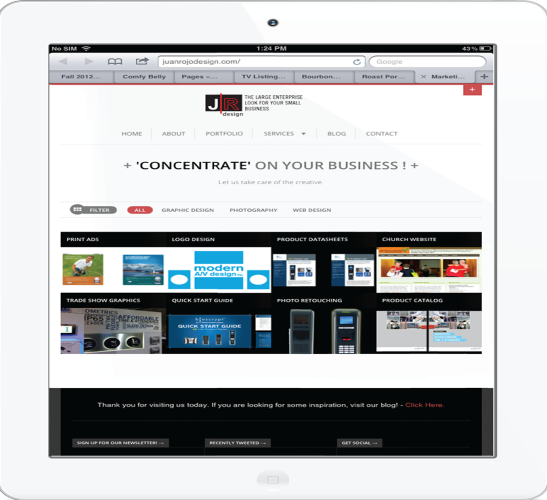 No SIM 1:24 PM 43%
juanrojodesign.com/ Google
Fall 2012... Comfy Belly Pages «... TV Listing... Bourbon... Roast Por... × Marketi... +
+
JR design
THE LARGE ENTERPRISE
LOOK FOR YOUR SMALL
BUSINESS
HOME ABOUT PORTFOLIO SERVICES BLOG CONTACT
+ 'CONCENTRATE' ON YOUR BUSINESS ! +
Let us take care of the creative.
FILTER ALL GRAPHIC DESIGN PHOTOGRAPHY WEB DESIGN
PRINT ADS LOGO DESIGN PRODUCT DATASHEETS CHURCH WEBSITE
modern
A/V design
TRADE SHOW GRAPHICS QUICK START GUIDE PHOTO RETOUCHING PRODUCT CATALOG
IP65
QUICK START GUIDE
Thank you for visiting us today. If you are looking for some inspiration, visit our blog! - Click Here.
SIGN UP FOR OUR NEWSLETTER! → RECENTLY TWEETED → GET SOCIAL →